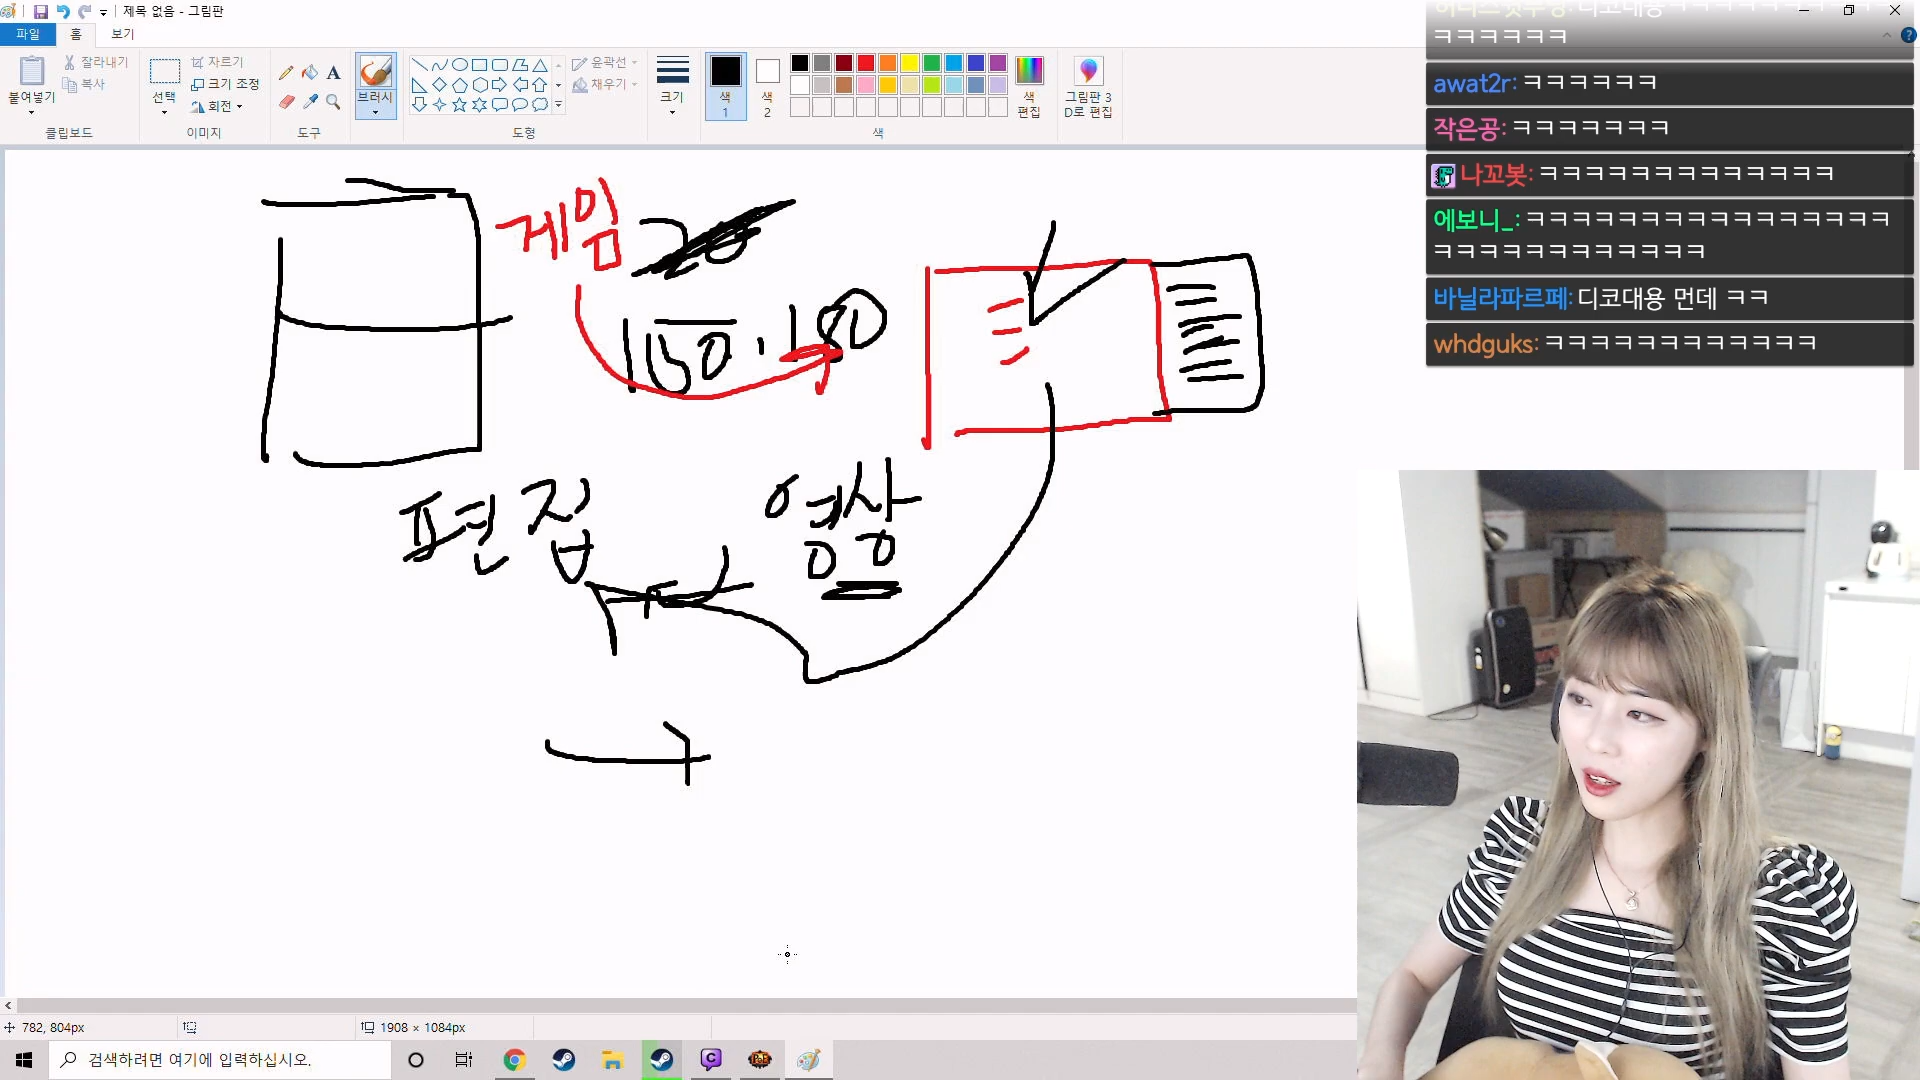 제목 없음 - 그림판
파일 홈 보기
붙여넣기
잘라내기
복사
클립보드
선택
자르기
크기 조정
회전
이미지
A
도구
브러시
윤곽선
채우기
도형
크기
색 1
색 2
색 편집
색
그림판 3D로 편집
게임
180
편집
영상
782, 804px
1908 × 1084px
검색하려면 여기에 입력하십시오.
ㅋㅋㅋㅋㅋㅋ
awat2r: ㅋㅋㅋㅋㅋㅋ
작은공: ㅋㅋㅋㅋㅋㅋㅋ
나꼬봇: ㅋㅋㅋㅋㅋㅋㅋㅋㅋㅋㅋㅋㅋ
에보니_: ㅋㅋㅋㅋㅋㅋㅋㅋㅋㅋㅋㅋㅋㅋㅋㅋ
ㅋㅋㅋㅋㅋㅋㅋㅋㅋㅋㅋㅋ
바닐라파르페: 디코대용 먼데 ㅋㅋ
whdguks: ㅋㅋㅋㅋㅋㅋㅋㅋㅋㅋㅋㅋ